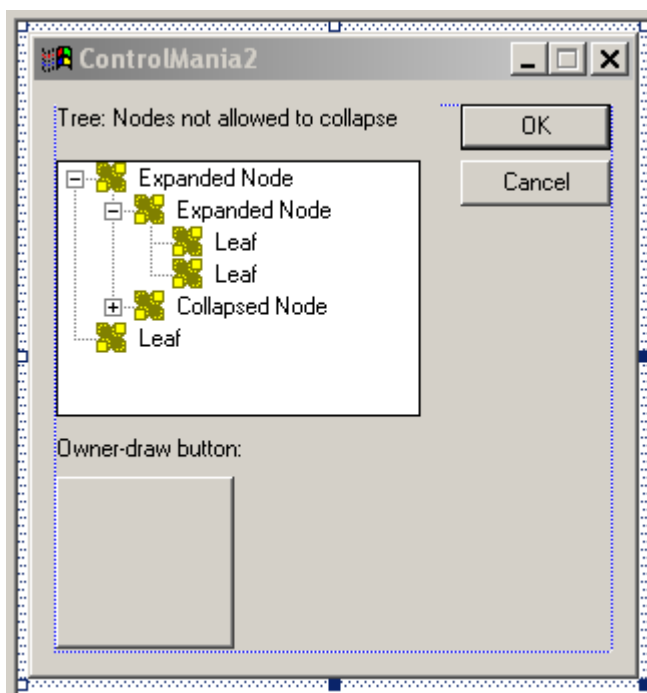 ControlMania2
Tree: Nodes not allowed to collapse
OK
Cancel
Expanded Node
Expanded Node
Leaf
Leaf
Collapsed Node
Leaf
Owner-draw button: